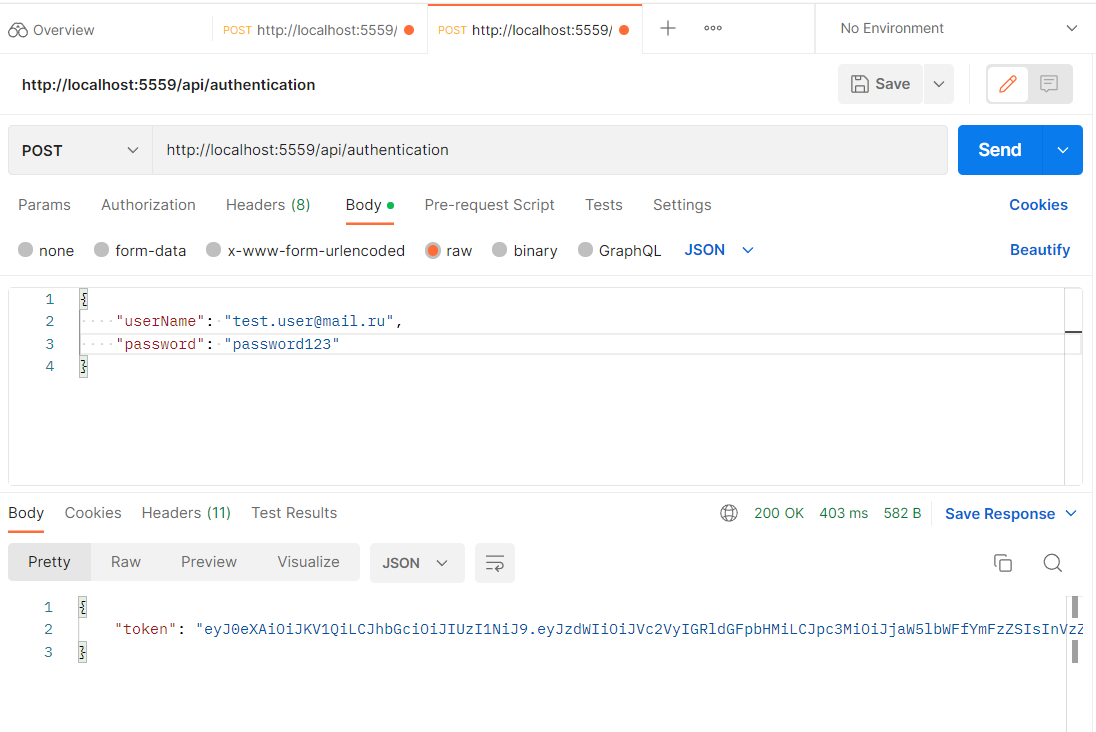 Overview
POST http://localhost:5559/
POST http://localhost:5559/
No Environment
http://localhost:5559/api/authentication
Save
POST
http://localhost:5559/api/authentication
Send
Params Authorization Headers (8) Body Pre-request Script Tests Settings Cookies
none form-data x-www-form-urlencoded raw binary GraphQL JSON Beautify
1 {
2 "userName": "test.user@mail.ru",
3 "password": "password123"
4 }
Body Cookies Headers (11) Test Results 200 OK 403 ms 582 B Save Response
Pretty Raw Preview Visualize JSON
1 {
2 "token": "eyJ0eXAiOiJKV1QiLCJhbGciOiJIUzI1NiJ9.eyJzdWIiOiJVc2VyIGRldGFpbHMiLCJpc3MiOiJjaW5lbWFfYmFzZSIsInVzZ
3 }